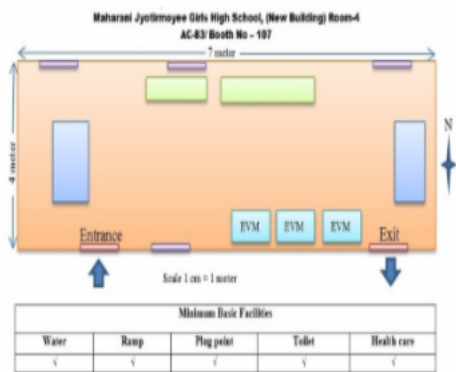 Maharani Jyotirmoyee Girls High School, (New Building) Room-4
AC-83/ Booth No - 107
7 meter
4 meter
N
EVM EVM EVM
Entrance
Exit
Scale 1 cm = 1 meter
Minimum Basic Facilities
Water Ramp Plug point Toilet Health care
√ √ √ √ √